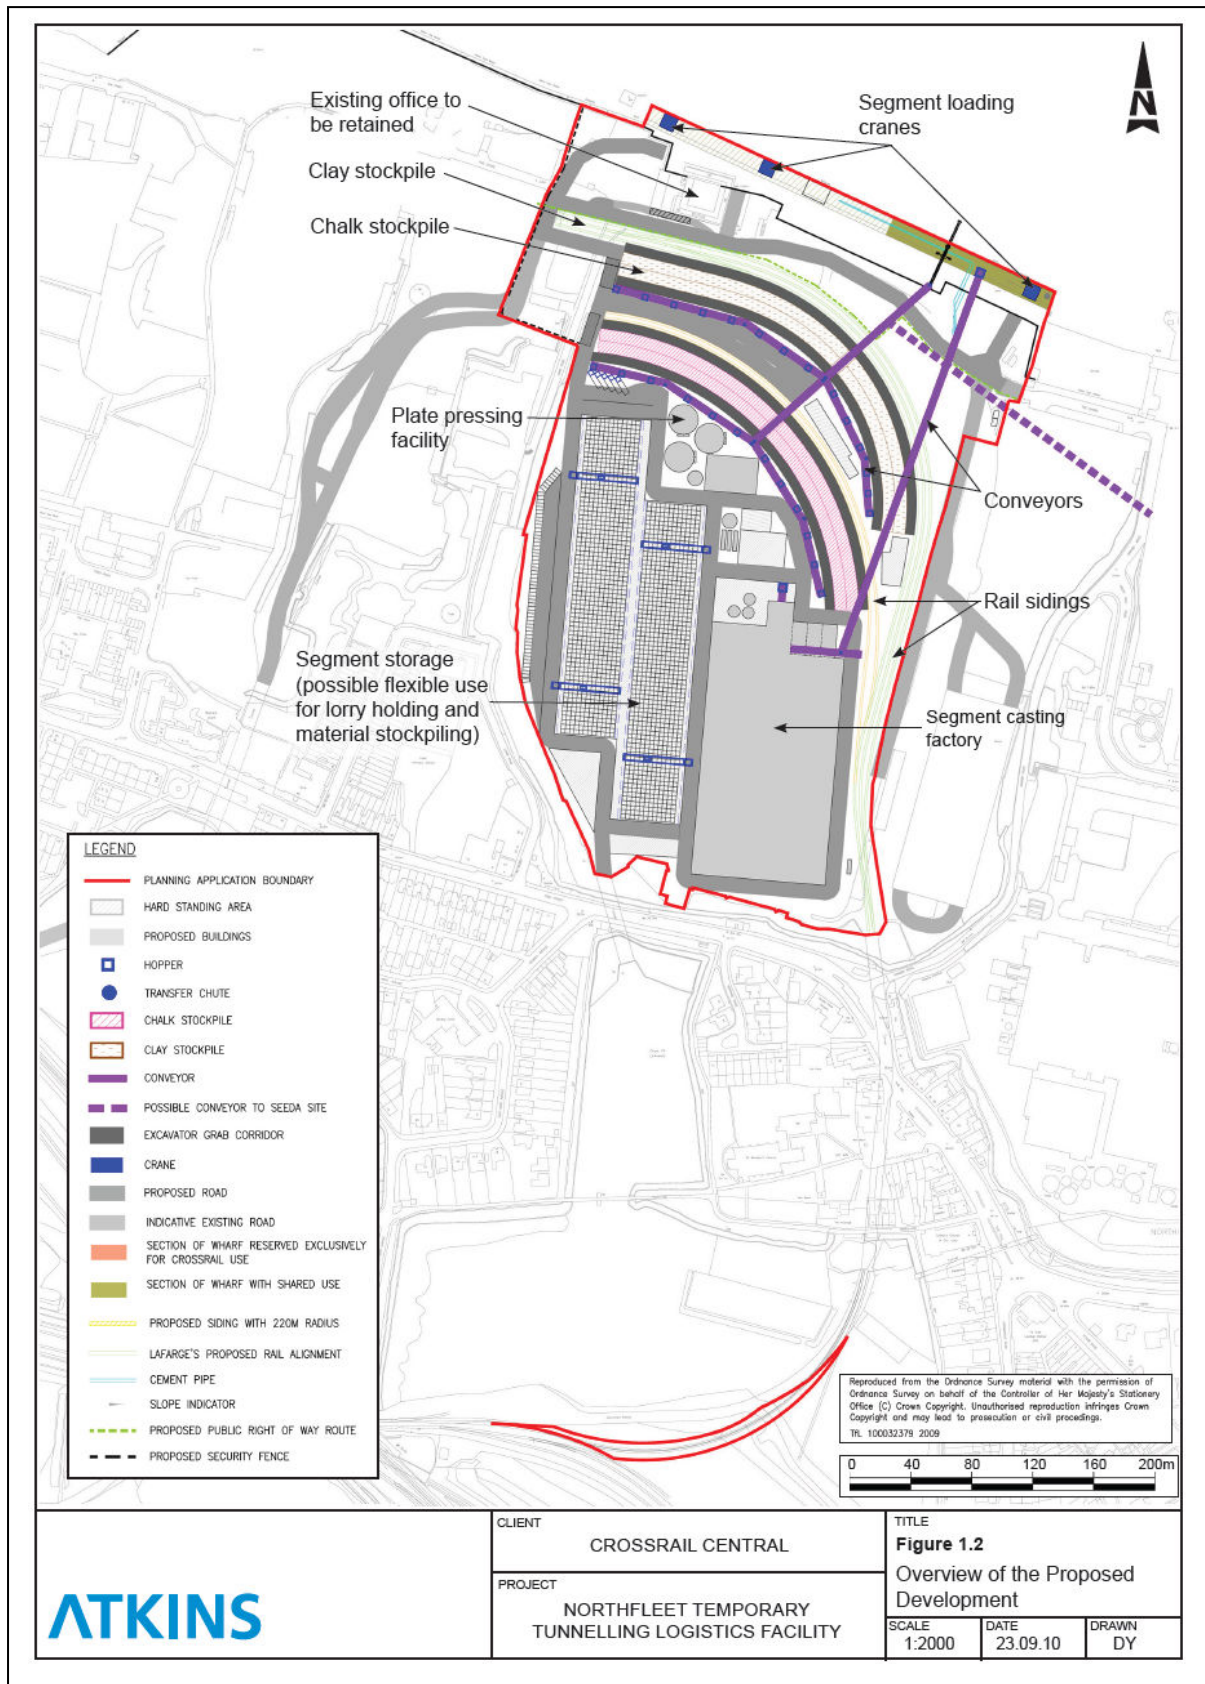 N
Existing office to
be retained
Segment loading
cranes
Clay stockpile
Chalk stockpile
Plate pressing
facility
Conveyors
Rail sidings
Segment storage
(possible flexible use
for lorry holding and
material stockpiling)
Segment casting
factory
LEGEND
PLANNING APPLICATION BOUNDARY
HARD STANDING AREA
PROPOSED BUILDINGS
HOPPER
TRANSFER CHUTE
CHALK STOCKPILE
CLAY STOCKPILE
CONVEYOR
POSSIBLE CONVEYOR TO SEEDA SITE
EXCAVATOR GRAB CORRIDOR
CRANE
PROPOSED ROAD
INDICATIVE EXISTING ROAD
SECTION OF WHARF RESERVED EXCLUSIVELY
FOR CROSSRAIL USE
SECTION OF WHARF WITH SHARED USE
PROPOSED SIDING WITH 220M RADIUS
LAFARGE'S PROPOSED RAIL ALIGNMENT
CEMENT PIPE
SLOPE INDICATOR
PROPOSED PUBLIC RIGHT OF WAY ROUTE
PROPOSED SECURITY FENCE
Reproduced from the Ordnance Survey material with the permission of
Ordnance Survey on behalf of the Controller of Her Majesty's Stationery
Office (C) Crown Copyright. Unauthorised reproduction infringes Crown
Copyright and may lead to prosecution or civil procedings.
TfL 100032379 2009
0 40 80 120 160 200m
ATKINS
CLIENT
CROSSRAIL CENTRAL
PROJECT
NORTHFLEET TEMPORARY
TUNNELLING LOGISTICS FACILITY
TITLE
Figure 1.2
Overview of the Proposed
Development
SCALE
1:2000
DATE
23.09.10
DRAWN
DY